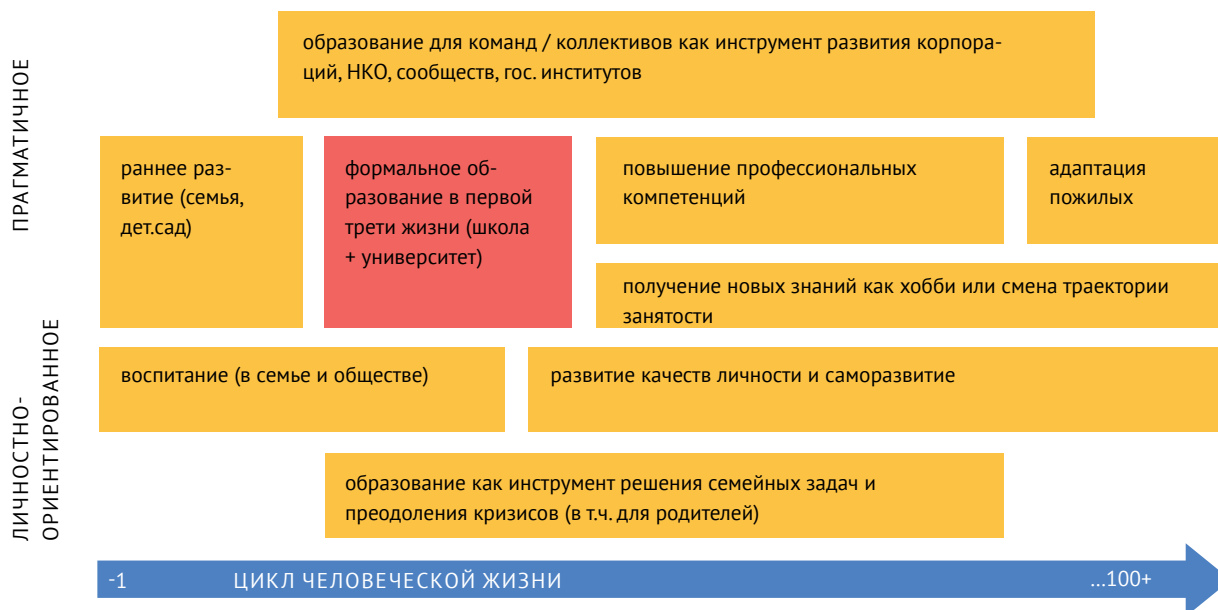 ПРАГМАТИЧНОЕ
образование для команд / коллективов как инструмент развития корпора-
ций, НКО, сообществ, гос. институтов
раннее раз-
витие (семья,
дет.сад)
формальное об-
разование в первой
трети жизни (школа
+ университет)
повышение профессиональных
компетенций
адаптация
пожилых
получение новых знаний как хобби или смена траектории
занятости
ЛИЧНОСТНО-
ОРИЕНТИРОВАННОЕ
воспитание (в семье и обществе)
развитие качеств личности и саморазвитие
образование как инструмент решения семейных задач и
преодоления кризисов (в т.ч. для родителей)
-1 ЦИКЛ ЧЕЛОВЕЧЕСКОЙ ЖИЗНИ ...100+